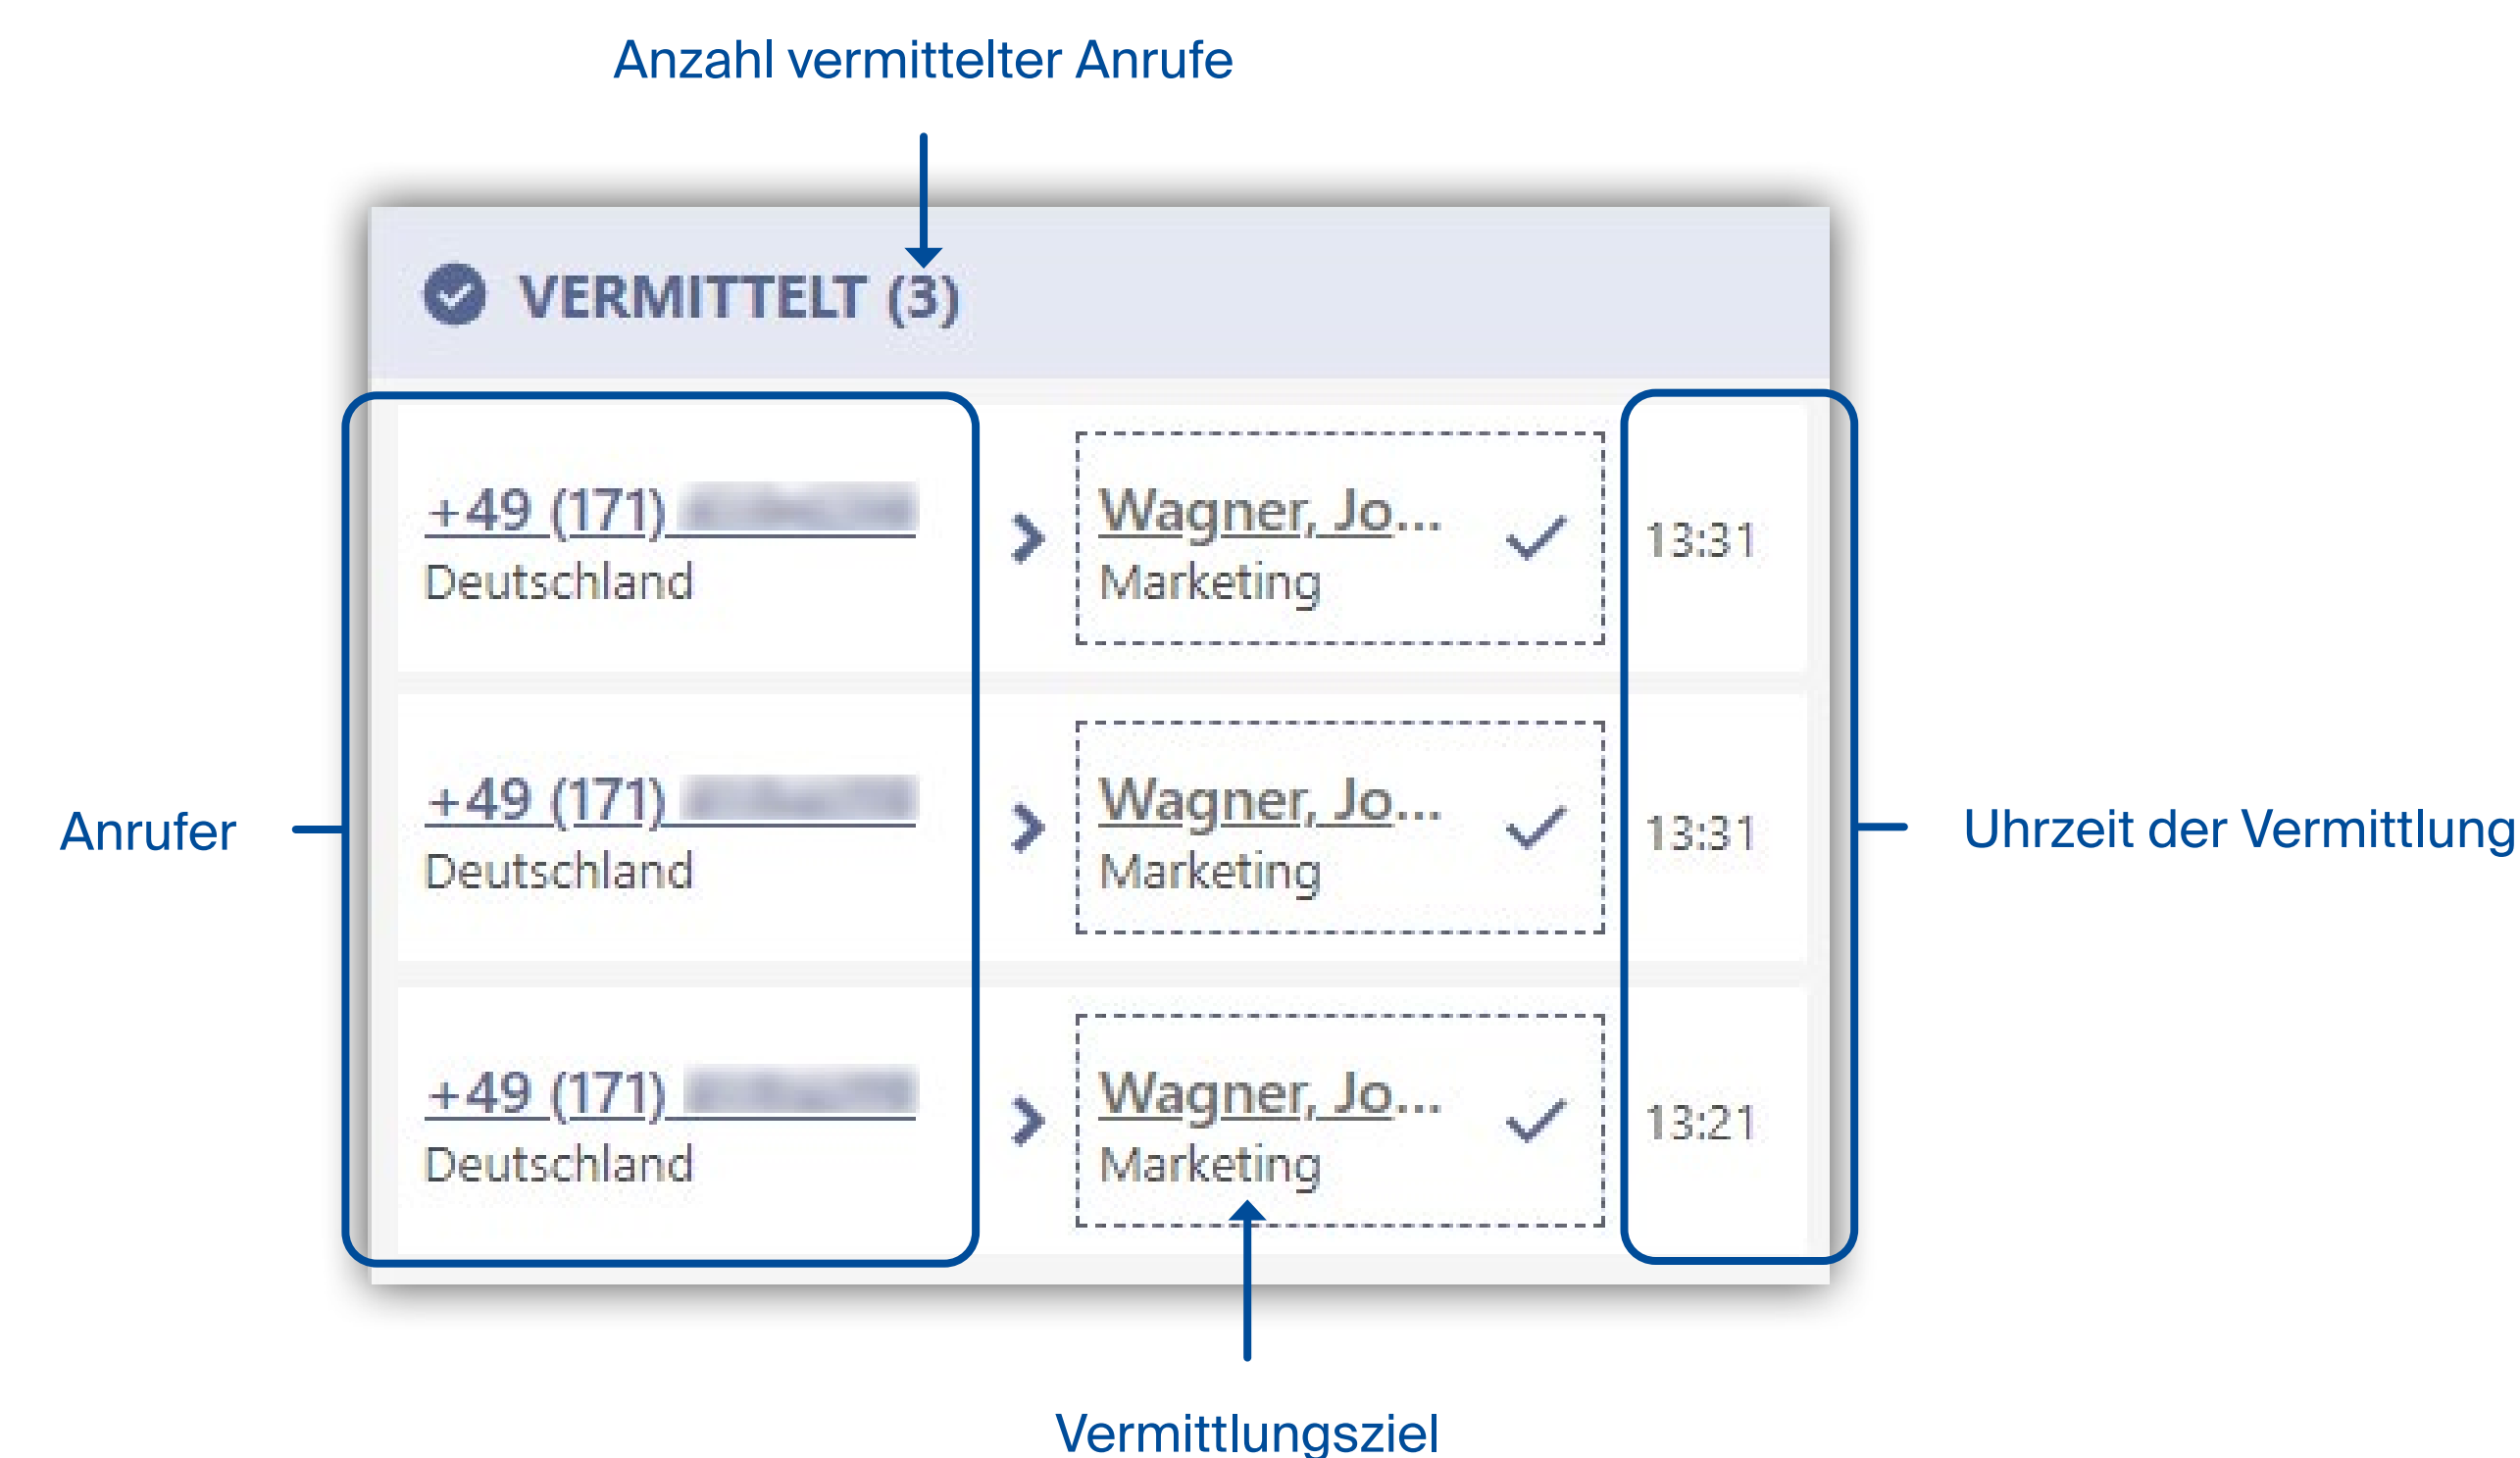 Anzahl vermittelter Anrufe
VERMITTELT (3)
+49 (171)
Deutschland
Wagner, Jo...
Marketing
13:31
+49 (171)
Deutschland
Wagner, Jo...
Marketing
13:31
+49 (171)
Deutschland
Wagner, Jo...
Marketing
13:21
Anrufer
Uhrzeit der Vermittlung
Vermittlungsziel